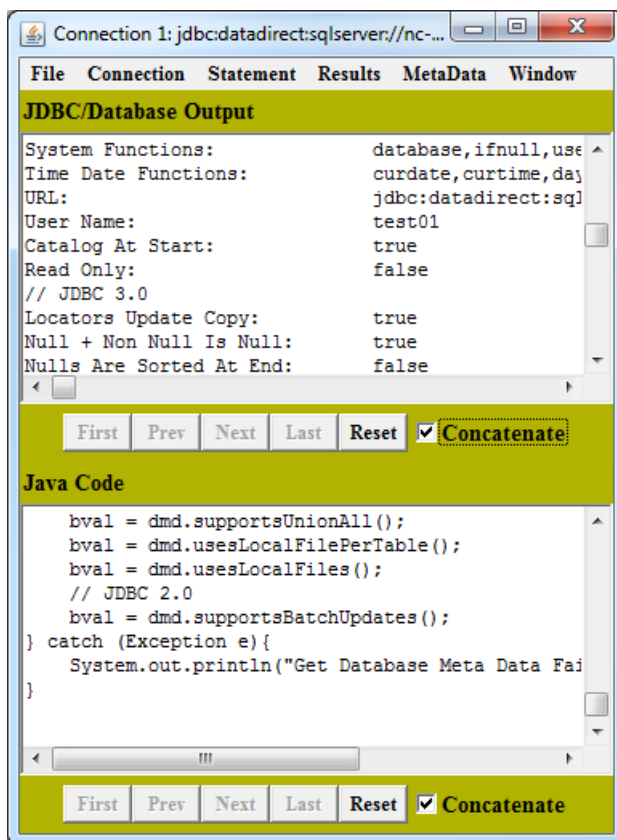 Connection 1: jdbc:datadirect:sqlserver://nc-...
File Connection Statement Results MetaData Window
JDBC/Database Output
System Functions: database,ifnull,use
Time Date Functions: curdate,curtime,day
URL: jdbc:datadirect:sql
User Name: test01
Catalog At Start: true
Read Only: false
// JDBC 3.0
Locators Update Copy: true
Null + Non Null Is Null: true
Nulls Are Sorted At End: false
First Prev Next Last Reset Concatenate
Java Code
bval = dmd.supportsUnionAll();
bval = dmd.usesLocalFilePerTable();
bval = dmd.usesLocalFiles();
// JDBC 2.0
bval = dmd.supportsBatchUpdates();
} catch (Exception e){
System.out.println("Get Database Meta Data Fai
}
First Prev Next Last Reset Concatenate